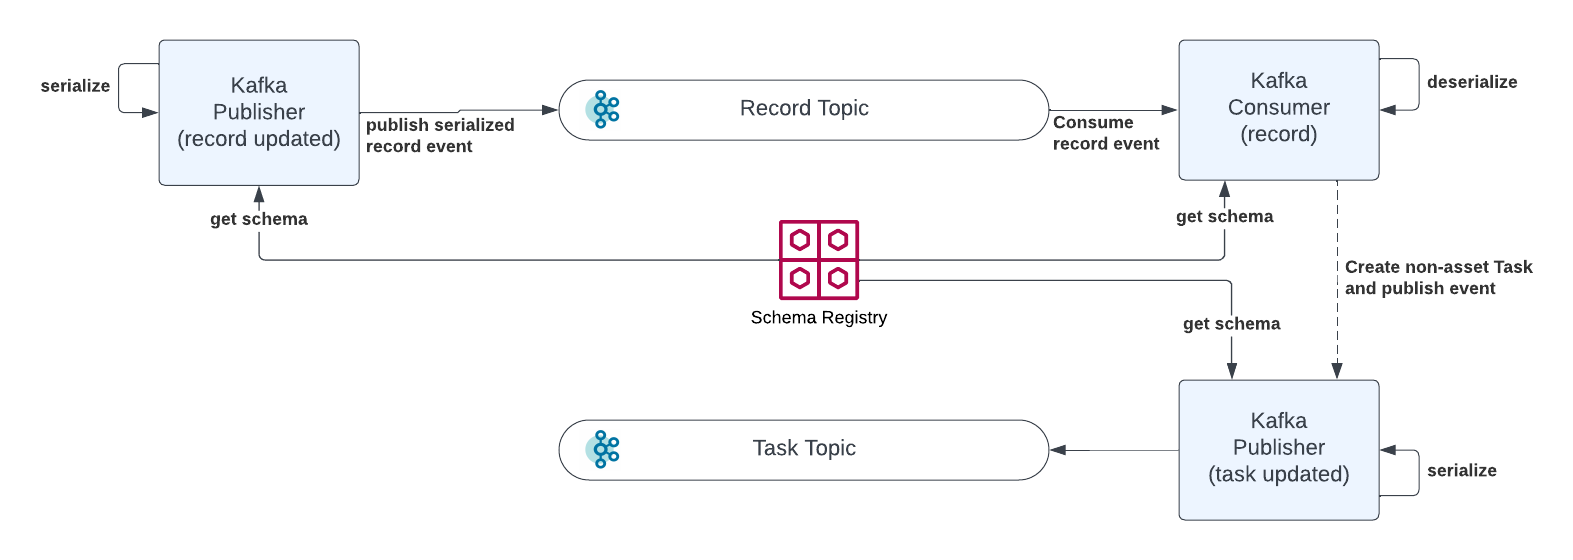 serialize
Kafka
Publisher
(record updated)
publish serialized
record event
Record Topic
Consume
record event
Kafka
Consumer
(record)
deserialize
get schema
get schema
Schema Registry
Create non-asset Task
and publish event
get schema
Task Topic
Kafka
Publisher
(task updated)
serialize